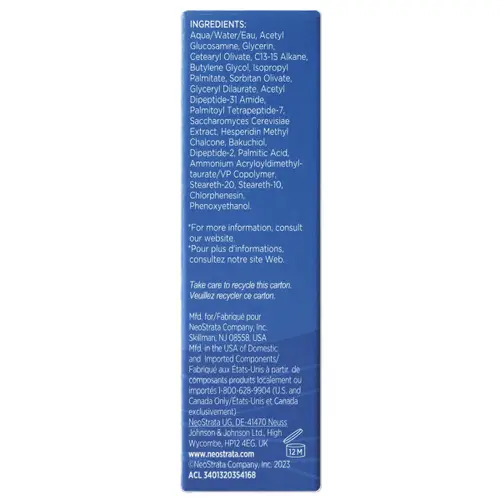 INGREDIENTS:
Aqua/Water/Eau, Acetyl
Glucosamine, Glycerin,
Cetearyl Olivate, C13-15 Alkane,
Butylene Glycol, Isopropyl
Palmitate, Sorbitan Olivate,
Glyceryl Dilaurate, Acetyl
Dipeptide-31 Amide,
Palmitoyl Tetrapeptide-7,
Saccharomyces Cerevisiae
Extract, Hesperidin Methyl
Chalcone, Bakuchiol,
Dipeptide-2, Palmitic Acid,
Ammonium Acryloyldimethyl-
taurate/VP Copolymer,
Steareth-20, Steareth-10,
Chlorphenesin,
Phenoxyethanol.
*For more information, consult
our website.
*Pour plus d'informations,
consultez notre site Web.
Take care to recycle this carton.
Veuillez recycler ce carton.
Mfd. for/Fabriqué pour
NeoStrata Company, Inc.
Skillman, NJ 08558, USA
Mfd. in the USA of Domestic
and Imported Components/
Fabriqué aux États-Unis à partir de
composants produits localement ou
importés 1-800-628-9904 (U.S. and
Canada Only/États-Unis et Canada
exclusivement)
NeoStrata UG, DE-41470 Neuss
Johnson & Johnson Ltd., High
Wycombe, HP12 4EG, UK
www.neostrata.com
©NeoStrata Company, Inc. 2023
ACL 3401320354168
12 M